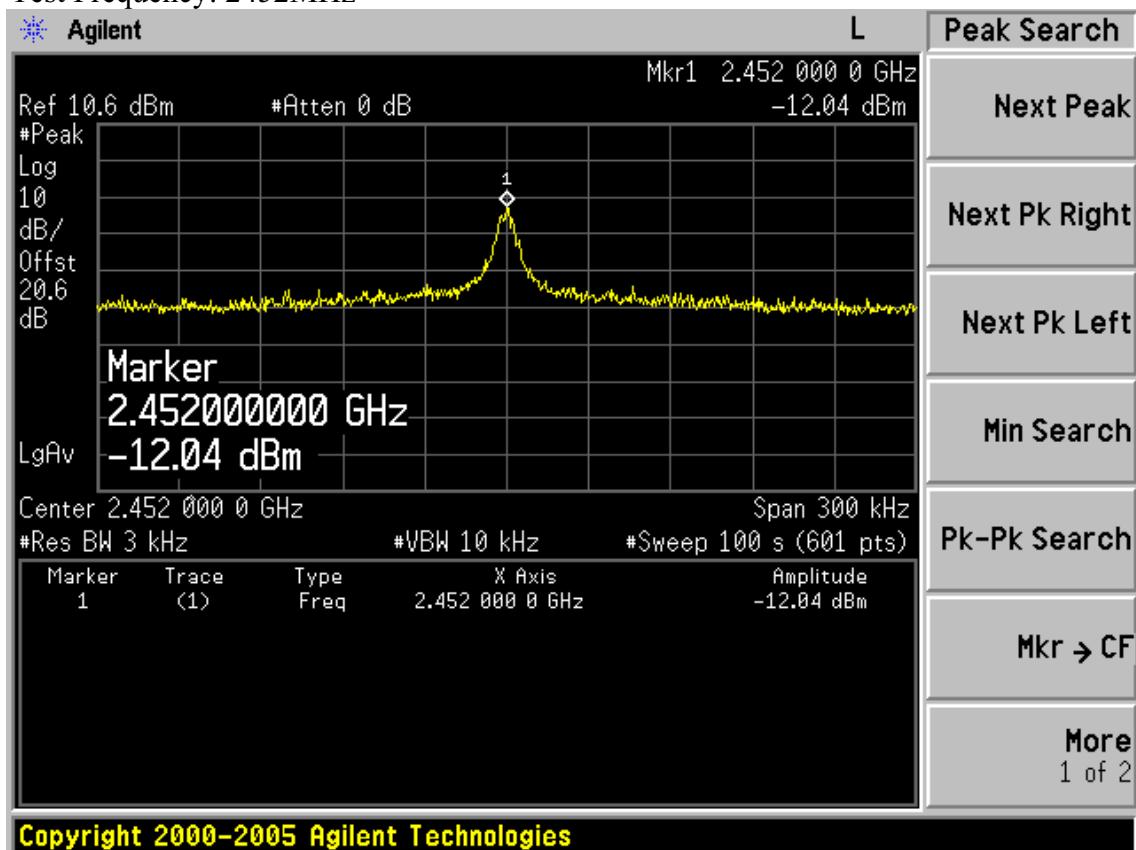 Test Frequency: 2452MHz
Agilent L Peak Search
Mkr1 2.452 000 0 GHz
Ref 10.6 dBm #Atten 0 dB -12.04 dBm
#Peak
Log
10
dB/
Offst
20.6
dB
1
Marker
2.452000000 GHz
-12.04 dBm
LgAv
Center 2.452 000 0 GHz Span 300 kHz
#Res BW 3 kHz #VBW 10 kHz #Sweep 100 s (601 pts)
Marker Trace Type X Axis Amplitude
1 (1) Freq 2.452 000 0 GHz -12.04 dBm
Next Peak
Next Pk Right
Next Pk Left
Min Search
Pk-Pk Search
Mkr → CF
More
1 of 2
Copyright 2000-2005 Agilent Technologies